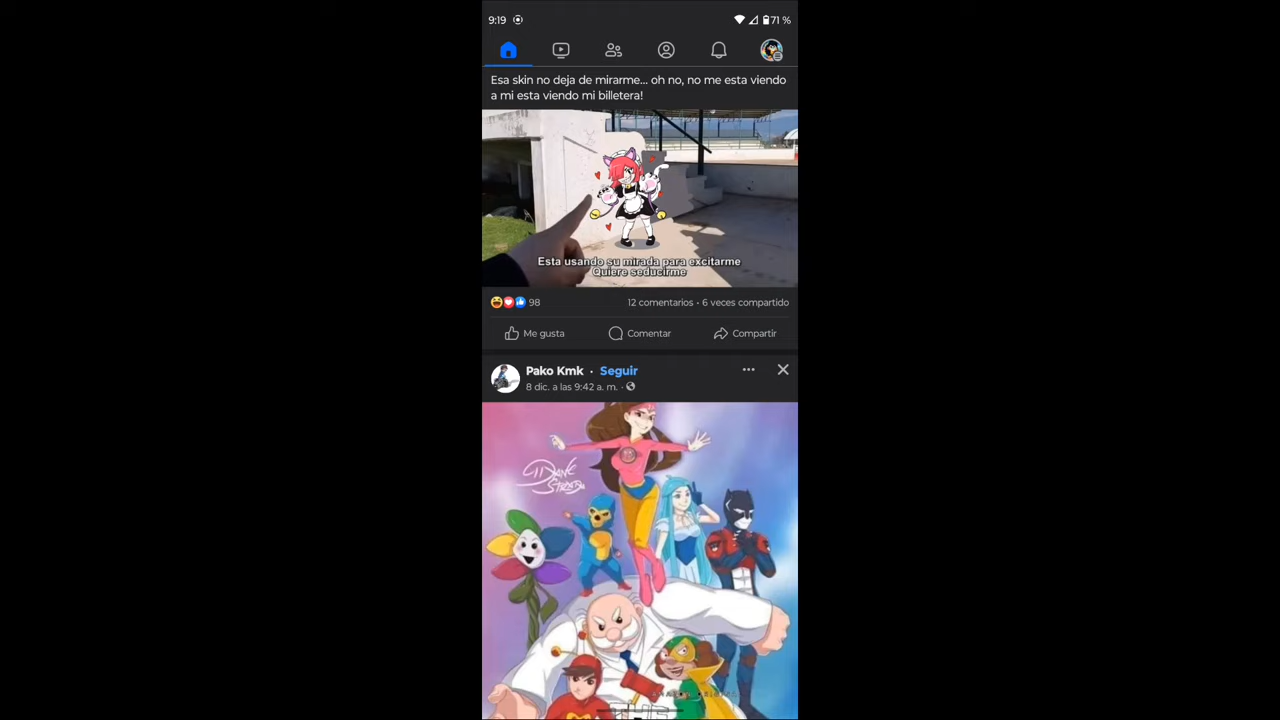 9:19
71 %
Esa skin no deja de mirarme... oh no, no me esta viendo
a mi esta viendo mi billetera!
Esta usando su mirada para excitarme
Quiere seducirme
98
12 comentarios • 6 veces compartido
Me gusta
Comentar
Compartir
Pako Kmk · Seguir
8 dic. a las 9:42 a. m. ·